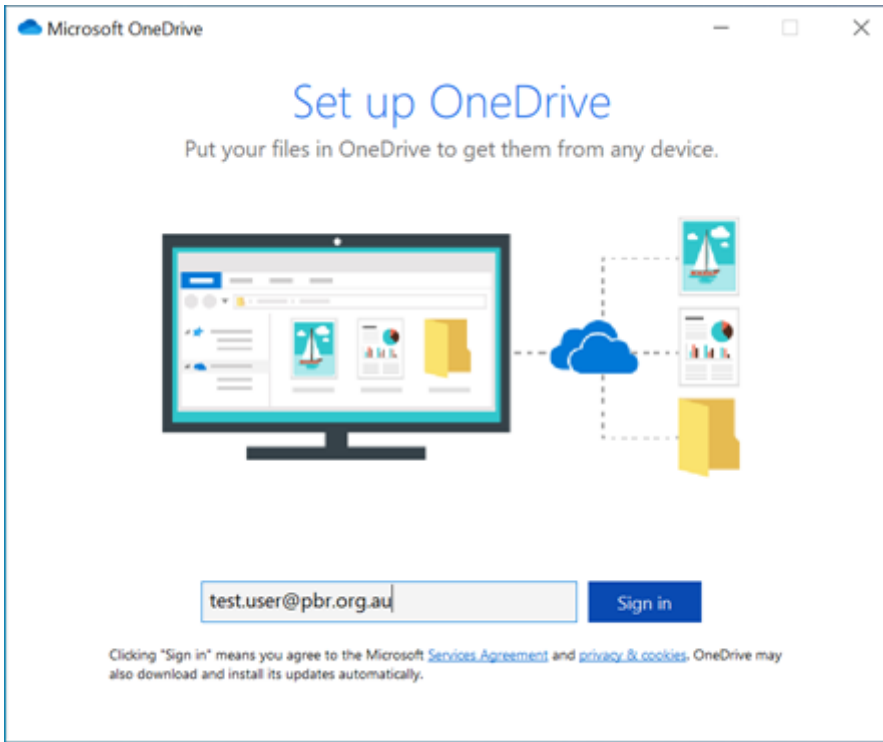 Microsoft OneDrive
Set up OneDrive
Put your files in OneDrive to get them from any device.
test.user@pbr.org.au
Sign in
Clicking "Sign in" means you agree to the Microsoft Services Agreement and privacy & cookies. OneDrive may
also download and install its updates automatically.